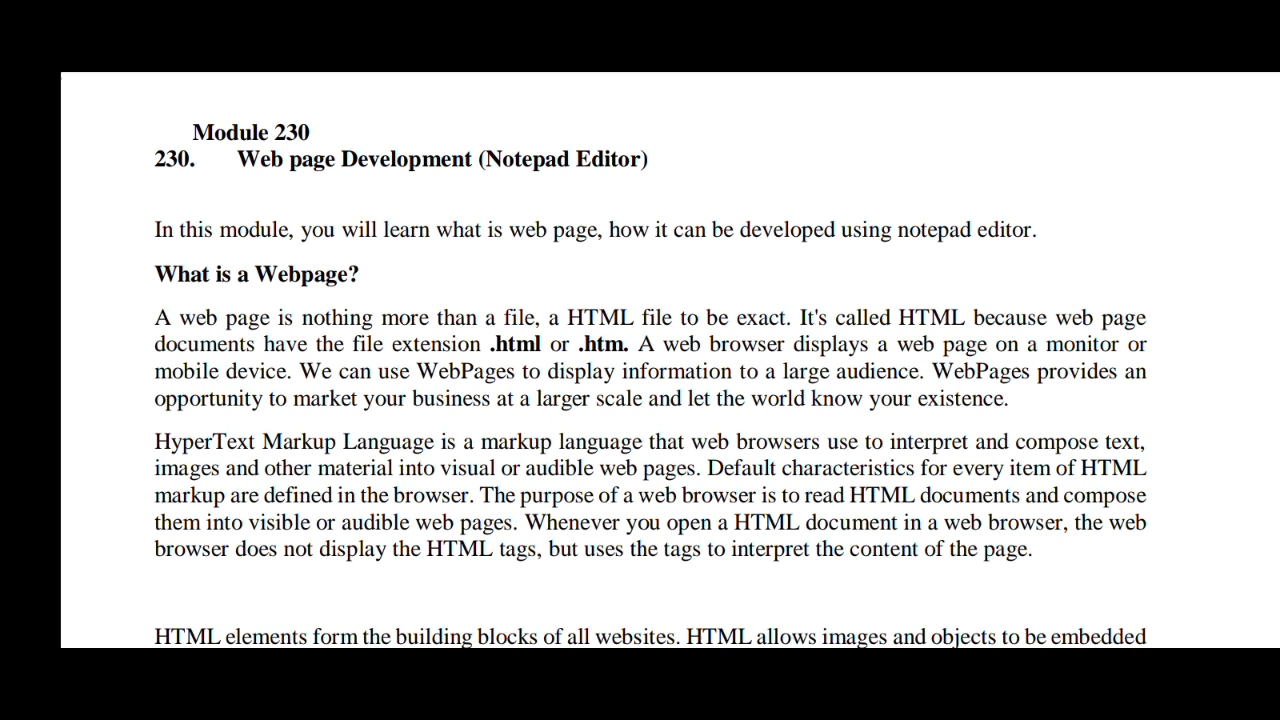 Module 230
230. Web page Development (Notepad Editor)
In this module, you will learn what is web page, how it can be developed using notepad editor.
What is a Webpage?
A web page is nothing more than a file, a HTML file to be exact. It's called HTML because web page
documents have the file extension .html or .htm. A web browser displays a web page on a monitor or
mobile device. We can use WebPages to display information to a large audience. WebPages provides an
opportunity to market your business at a larger scale and let the world know your existence.
HyperText Markup Language is a markup language that web browsers use to interpret and compose text,
images and other material into visual or audible web pages. Default characteristics for every item of HTML
markup are defined in the browser. The purpose of a web browser is to read HTML documents and compose
them into visible or audible web pages. Whenever you open a HTML document in a web browser, the web
browser does not display the HTML tags, but uses the tags to interpret the content of the page.
HTML elements form the building blocks of all websites. HTML allows images and objects to be embedded